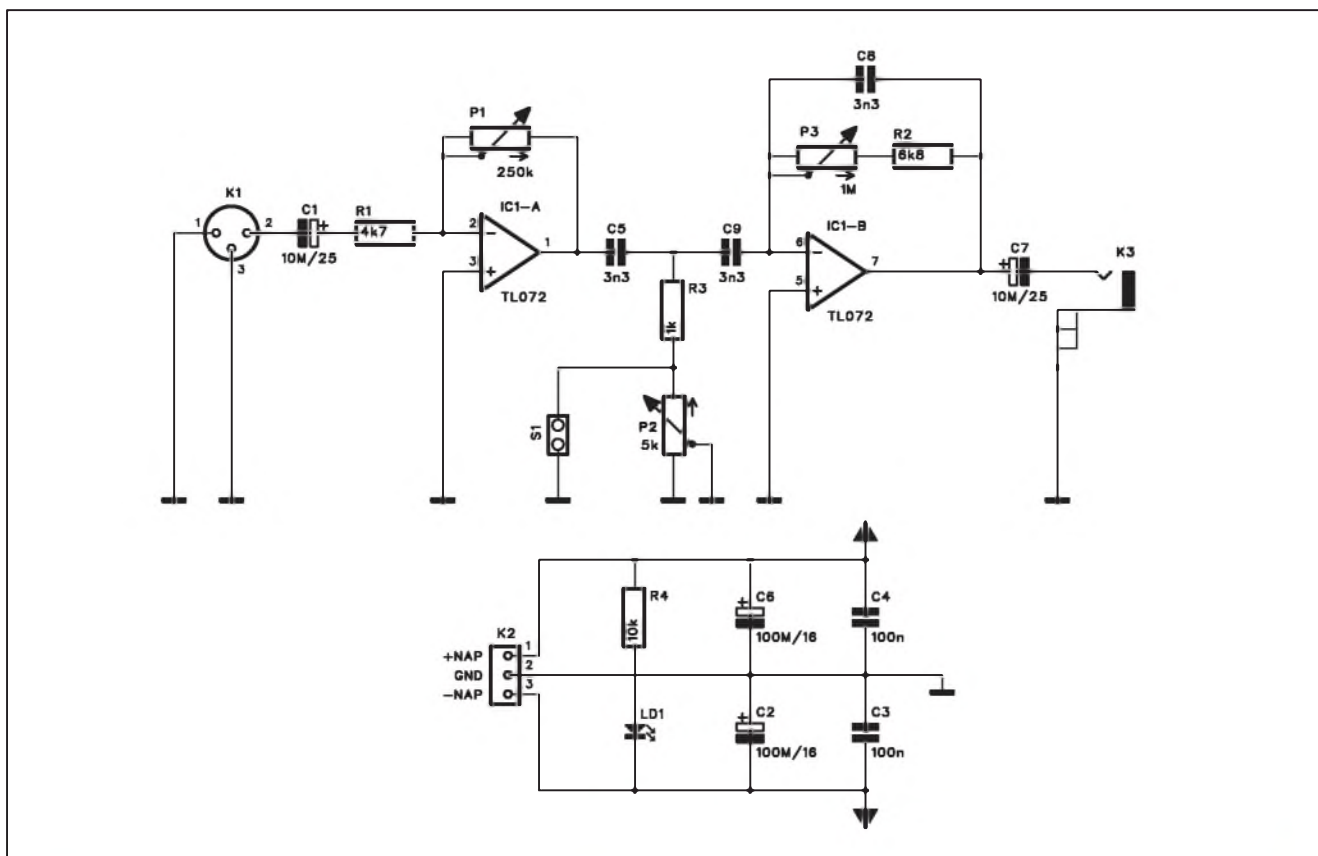 C8
3n3
P1
250k
P3
1M
R2
6k8
K1
1
2
3
C1
+
10M/25
R1
4k7
IC1-A
2
−
3
+
1
TL072
C5
3n3
C9
3n3
R3
1k
IC1-B
6
−
5
+
7
TL072
C7
+
10M/25
K3
S1
P2
5k
R4
10k
C6
+
100M/16
C4
100n
K2
+NAP
1
GND
2
-NAP
3
LD1
C2
+
100M/16
C3
100n